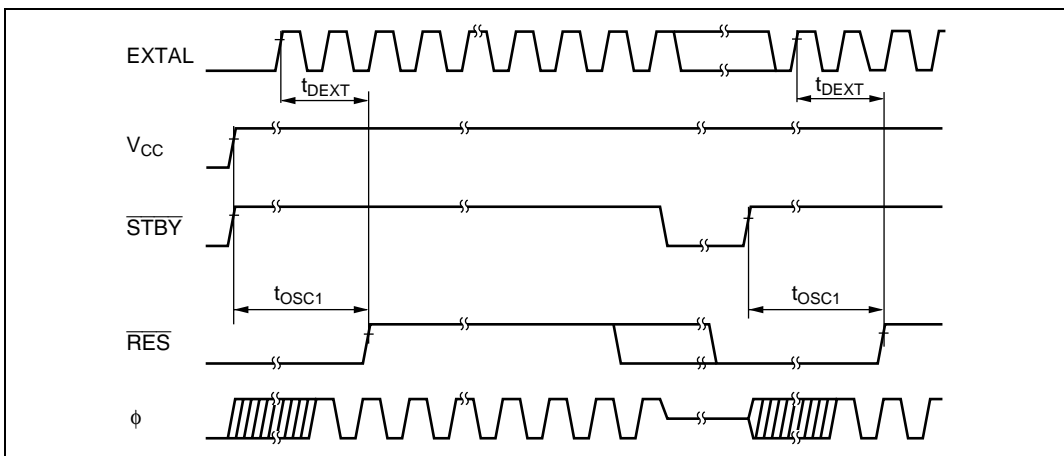 EXTAL
tDEXT
tDEXT
VCC
STBY
tOSC1
tOSC1
RES
ϕ